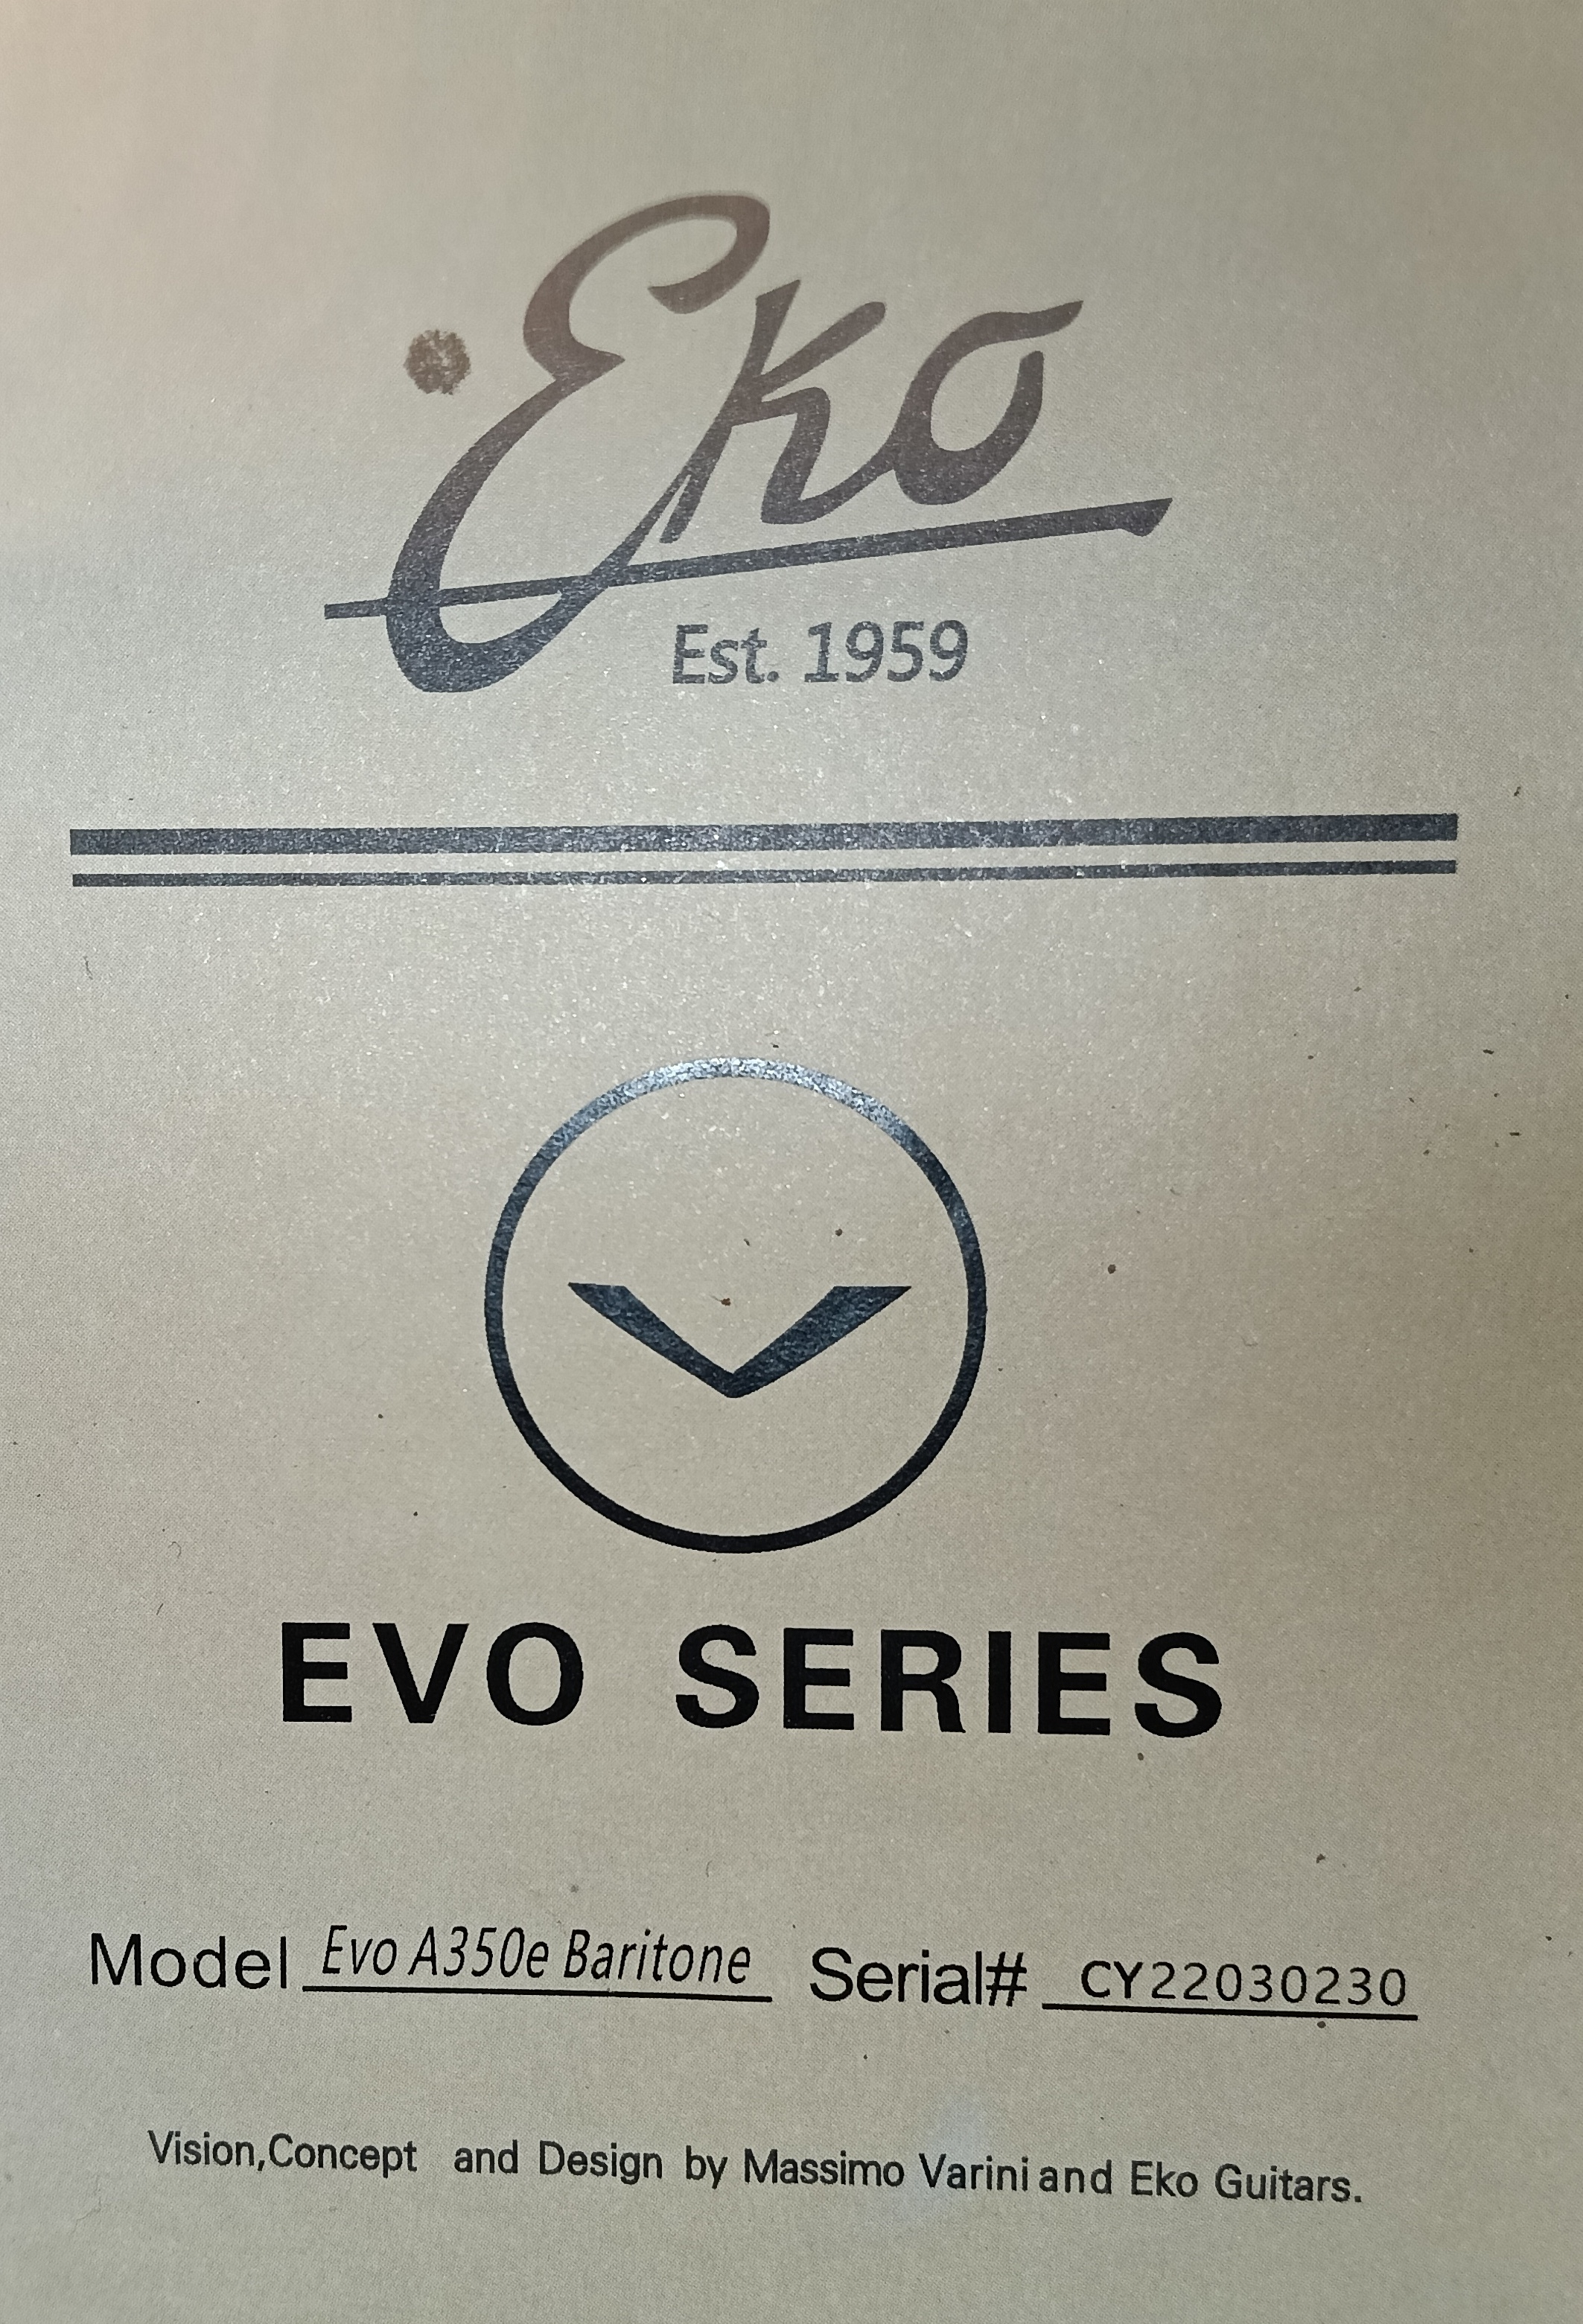 Eko
Est. 1959
EVO SERIES
Model Evo A350e Baritone Serial# CY22030230
Vision,Concept and Design by Massimo Varini and Eko Guitars.